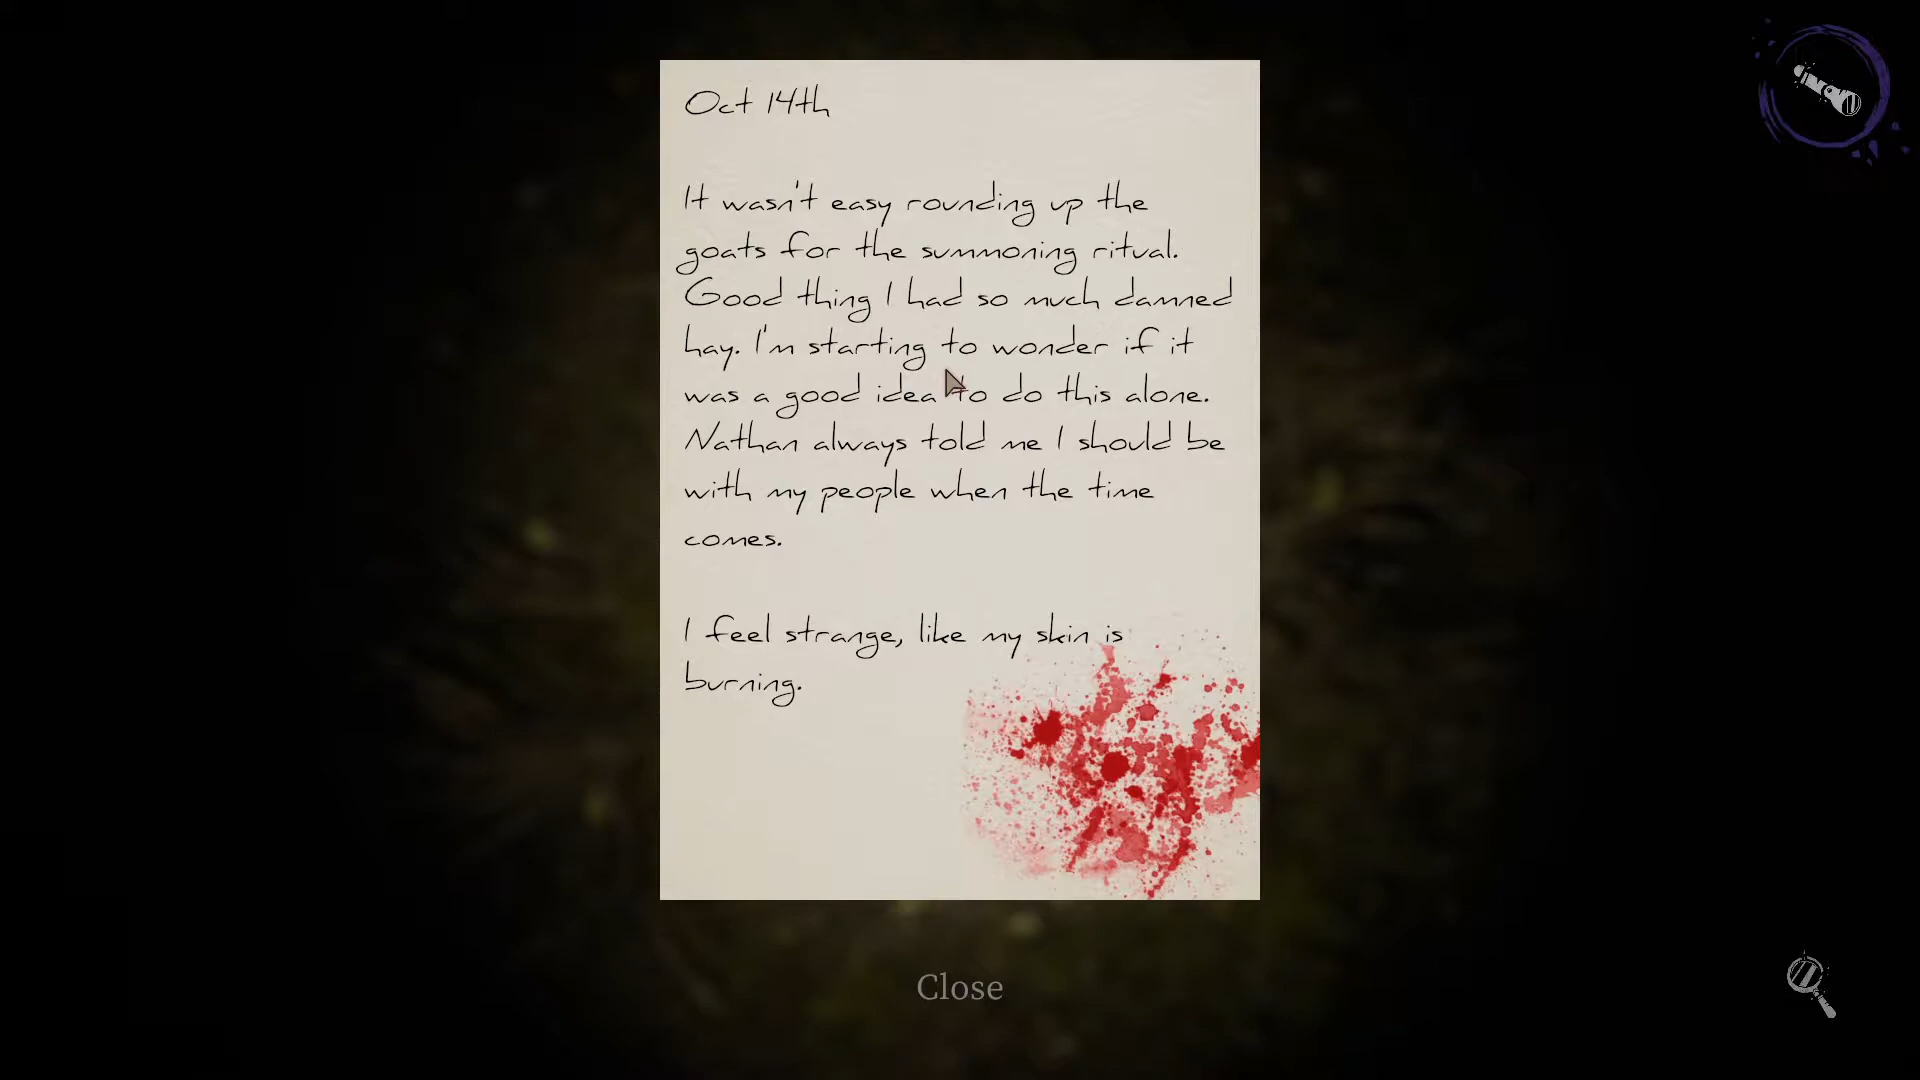 Oct 14th
It wasn't easy rounding up the
goats for the summoning ritual.
Good thing I had so much damned
hay. I'm starting to wonder if it
was a good idea to do this alone.
Nathan always told me I should be
with my people when the time
comes.
I feel strange, like my skin is
burning.
Close